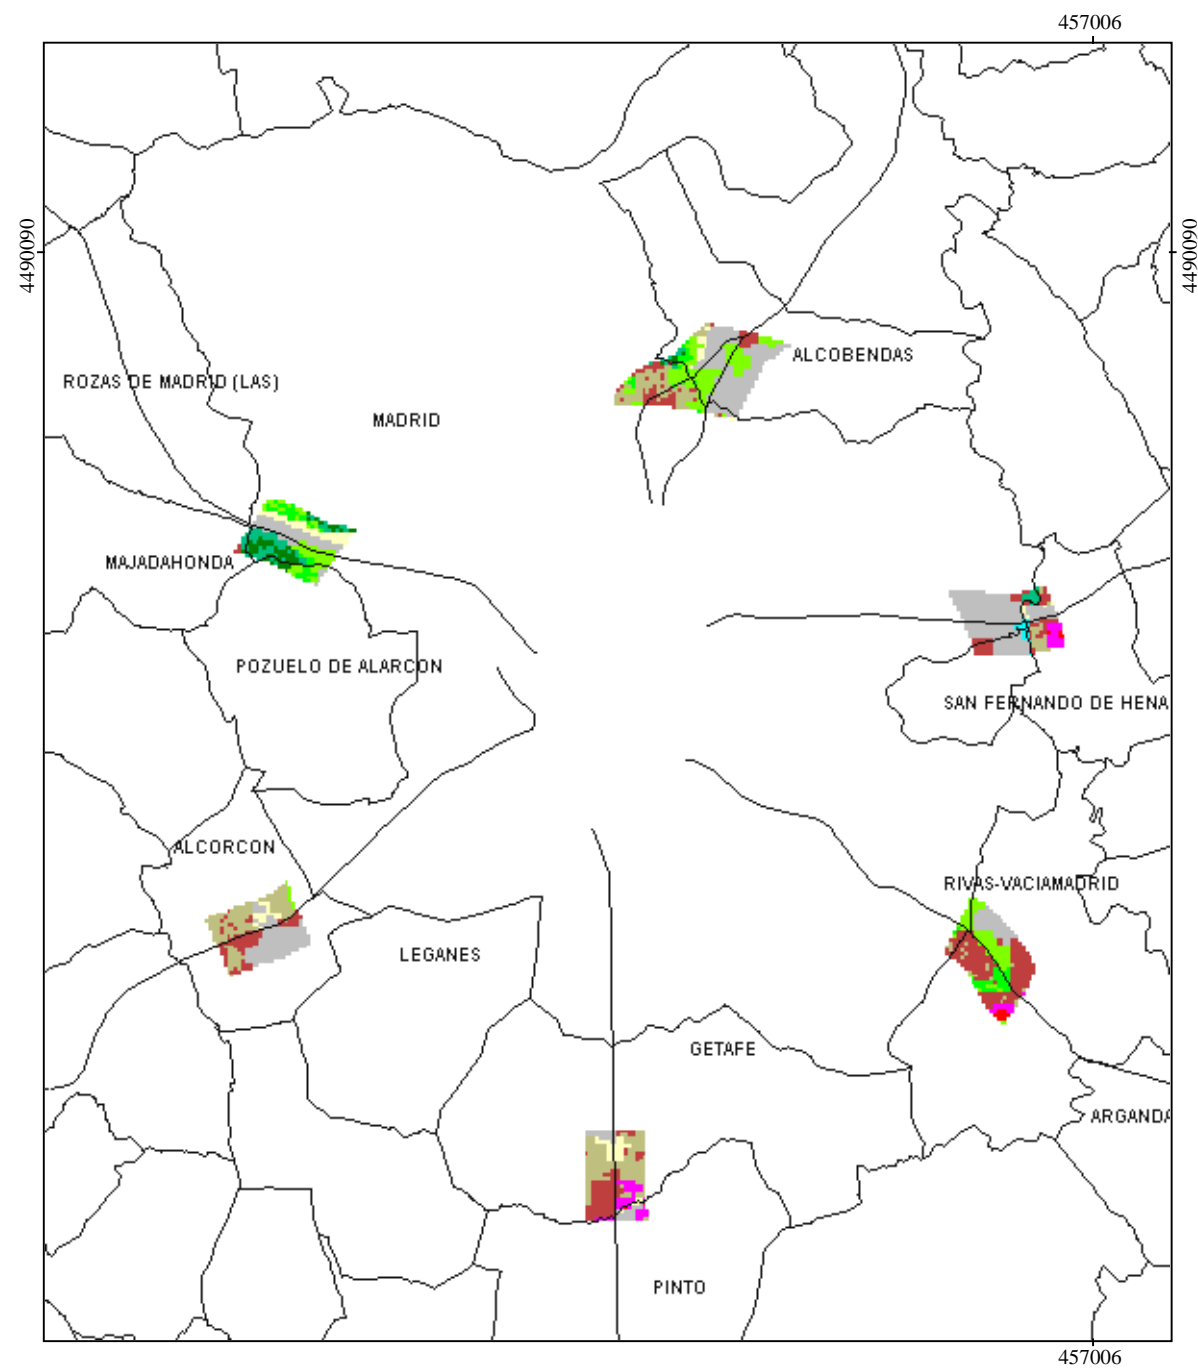 457006
4490090
4490090
ALCOBENDAS
ROZAS DE MADRID (LAS)
MADRID
MAJADAHONDA
POZUELO DE ALARCON
SAN FERNANDO DE HENA
ALCORCON
RIVAS-VACIAMADRID
LEGANES
GETAFE
ARGANDA
PINTO
457006